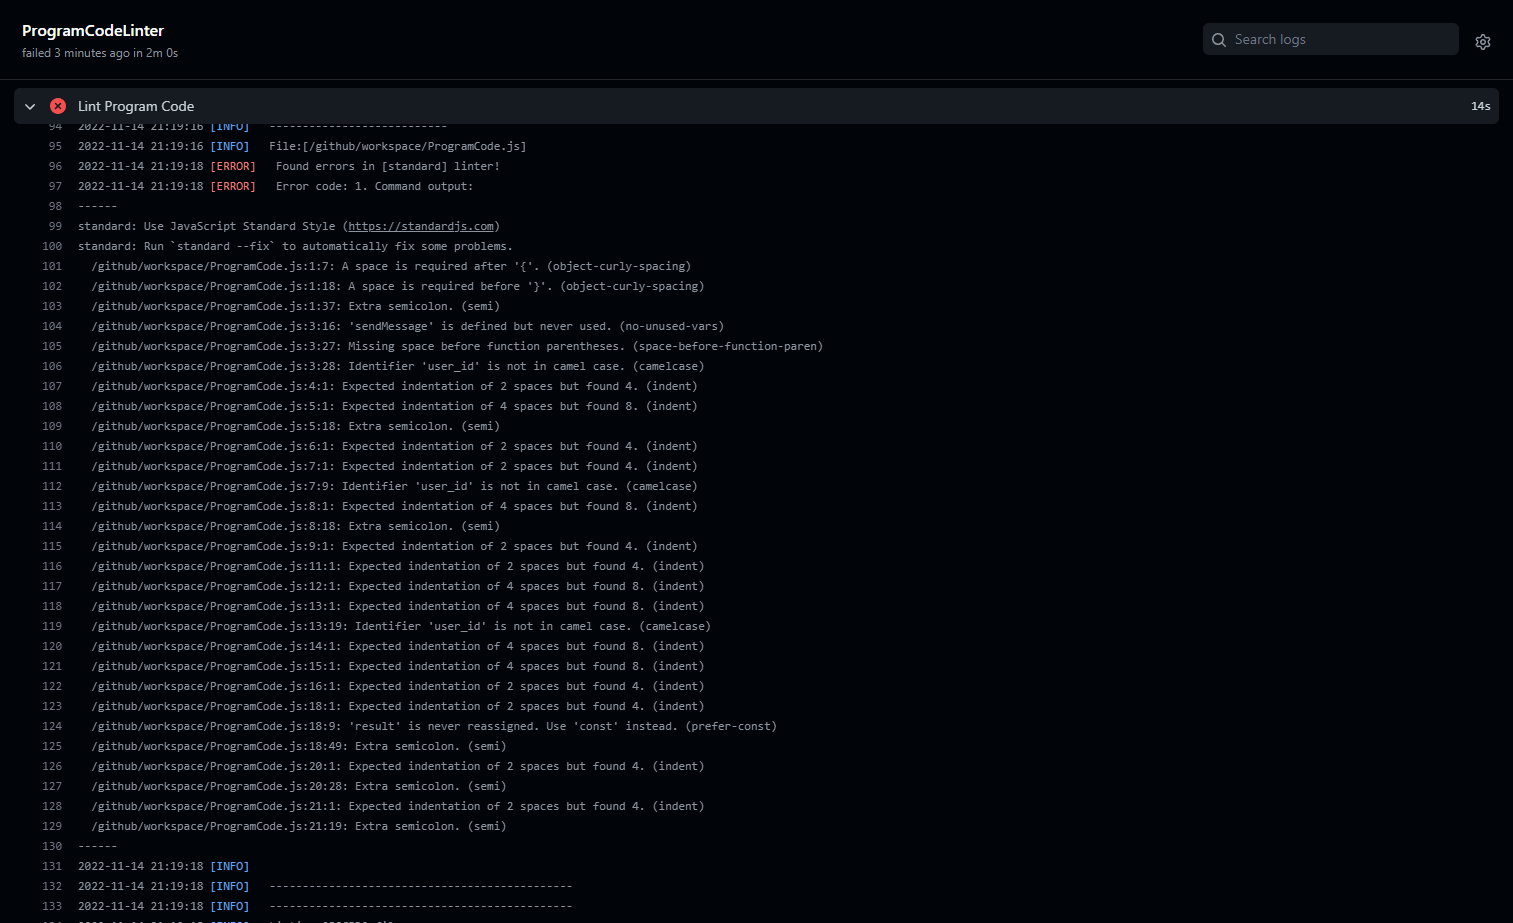 ProgramCodeLinter
failed 3 minutes ago in 2m 0s
Search logs
Lint Program Code
14s
94 2022-11-14 21:19:16 [INFO] ---------------------------
95 2022-11-14 21:19:16 [INFO] File:[/github/workspace/ProgramCode.js]
96 2022-11-14 21:19:18 [ERROR] Found errors in [standard] linter!
97 2022-11-14 21:19:18 [ERROR] Error code: 1. Command output:
98 ------
99 standard: Use JavaScript Standard Style (https://standardjs.com)
100 standard: Run `standard --fix` to automatically fix some problems.
101 /github/workspace/ProgramCode.js:1:7: A space is required after '{'. (object-curly-spacing)
102 /github/workspace/ProgramCode.js:1:18: A space is required before '}'. (object-curly-spacing)
103 /github/workspace/ProgramCode.js:1:37: Extra semicolon. (semi)
104 /github/workspace/ProgramCode.js:3:16: 'sendMessage' is defined but never used. (no-unused-vars)
105 /github/workspace/ProgramCode.js:3:27: Missing space before function parentheses. (space-before-function-paren)
106 /github/workspace/ProgramCode.js:3:28: Identifier 'user_id' is not in camel case. (camelcase)
107 /github/workspace/ProgramCode.js:4:1: Expected indentation of 2 spaces but found 4. (indent)
108 /github/workspace/ProgramCode.js:5:1: Expected indentation of 4 spaces but found 8. (indent)
109 /github/workspace/ProgramCode.js:5:18: Extra semicolon. (semi)
110 /github/workspace/ProgramCode.js:6:1: Expected indentation of 2 spaces but found 4. (indent)
111 /github/workspace/ProgramCode.js:7:1: Expected indentation of 2 spaces but found 4. (indent)
112 /github/workspace/ProgramCode.js:7:9: Identifier 'user_id' is not in camel case. (camelcase)
113 /github/workspace/ProgramCode.js:8:1: Expected indentation of 4 spaces but found 8. (indent)
114 /github/workspace/ProgramCode.js:8:18: Extra semicolon. (semi)
115 /github/workspace/ProgramCode.js:9:1: Expected indentation of 2 spaces but found 4. (indent)
116 /github/workspace/ProgramCode.js:11:1: Expected indentation of 2 spaces but found 4. (indent)
117 /github/workspace/ProgramCode.js:12:1: Expected indentation of 4 spaces but found 8. (indent)
118 /github/workspace/ProgramCode.js:13:1: Expected indentation of 4 spaces but found 8. (indent)
119 /github/workspace/ProgramCode.js:13:19: Identifier 'user_id' is not in camel case. (camelcase)
120 /github/workspace/ProgramCode.js:14:1: Expected indentation of 4 spaces but found 8. (indent)
121 /github/workspace/ProgramCode.js:15:1: Expected indentation of 4 spaces but found 8. (indent)
122 /github/workspace/ProgramCode.js:16:1: Expected indentation of 2 spaces but found 4. (indent)
123 /github/workspace/ProgramCode.js:18:1: Expected indentation of 2 spaces but found 4. (indent)
124 /github/workspace/ProgramCode.js:18:9: 'result' is never reassigned. Use 'const' instead. (prefer-const)
125 /github/workspace/ProgramCode.js:18:49: Extra semicolon. (semi)
126 /github/workspace/ProgramCode.js:20:1: Expected indentation of 2 spaces but found 4. (indent)
127 /github/workspace/ProgramCode.js:20:28: Extra semicolon. (semi)
128 /github/workspace/ProgramCode.js:21:1: Expected indentation of 2 spaces but found 4. (indent)
129 /github/workspace/ProgramCode.js:21:19: Extra semicolon. (semi)
130 ------
131 2022-11-14 21:19:18 [INFO]
132 2022-11-14 21:19:18 [INFO] ----------------------------------------------
133 2022-11-14 21:19:18 [INFO] ----------------------------------------------